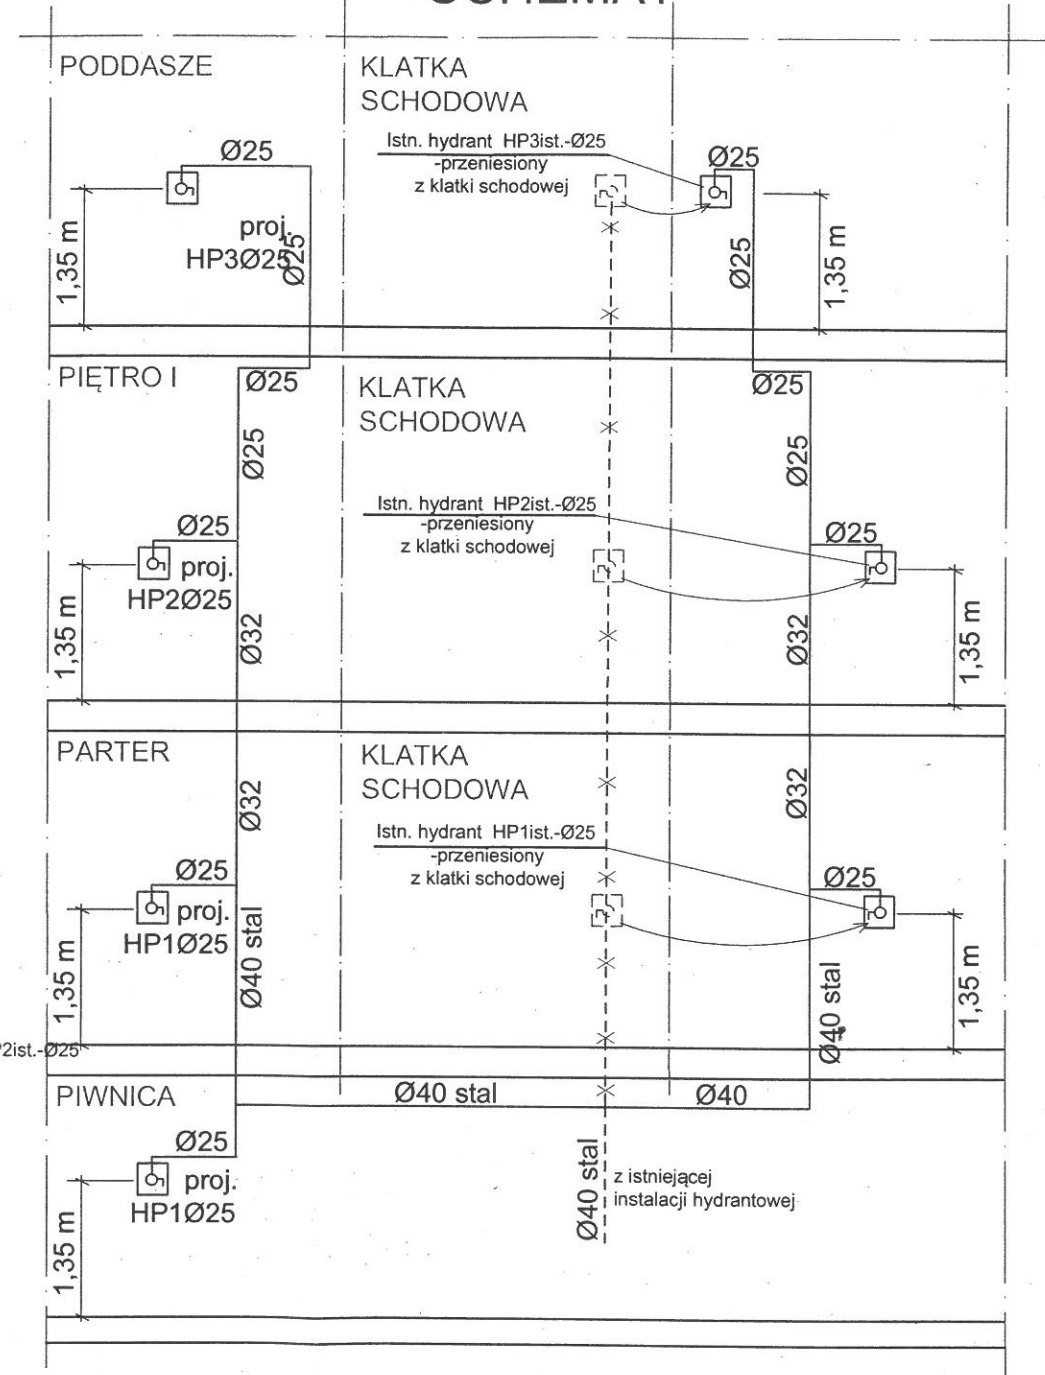 PODDASZE
KLATKA
SCHODOWA
Istn. hydrant HP3ist.-Ø25
-przeniesiony
z klatki schodowej
Ø25
Ø25
proj.
HP3Ø25
Ø25
1,35 m
Ø25
1,35 m
PIĘTRO I
Ø25
KLATKA
SCHODOWA
Ø25
Ø25
Ø25
Istn. hydrant HP2ist.-Ø25
-przeniesiony
z klatki schodowej
Ø25
proj.
HP2Ø25
Ø25
1,35 m
Ø32
Ø32
1,35 m
PARTER
KLATKA
SCHODOWA
Ø32
Ø32
Istn. hydrant HP1ist.-Ø25
-przeniesiony
z klatki schodowej
Ø25
proj.
HP1Ø25
Ø25
1,35 m
Ø40 stal
Ø40 stal
1,35 m
2ist.-Ø25
PIWNICA
Ø40 stal
Ø40
Ø25
proj.
HP1Ø25
1,35 m
Ø40 stal
z istniejącej
instalacji hydrantowej